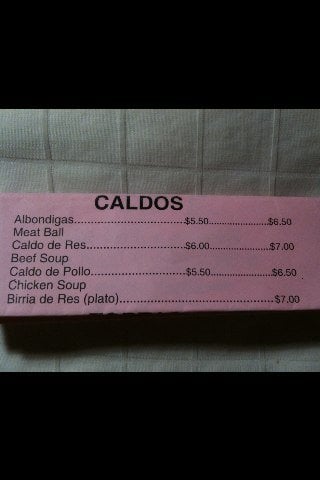 CALDOS
Albondigas..............................$5.50.....................$6.50
Meat Ball
Caldo de Res...........................$6.00.....................$7.00
Beef Soup
Caldo de Pollo..........................$5.50.....................$6.50
Chicken Soup
Birria de Res (plato)...........................................$7.00